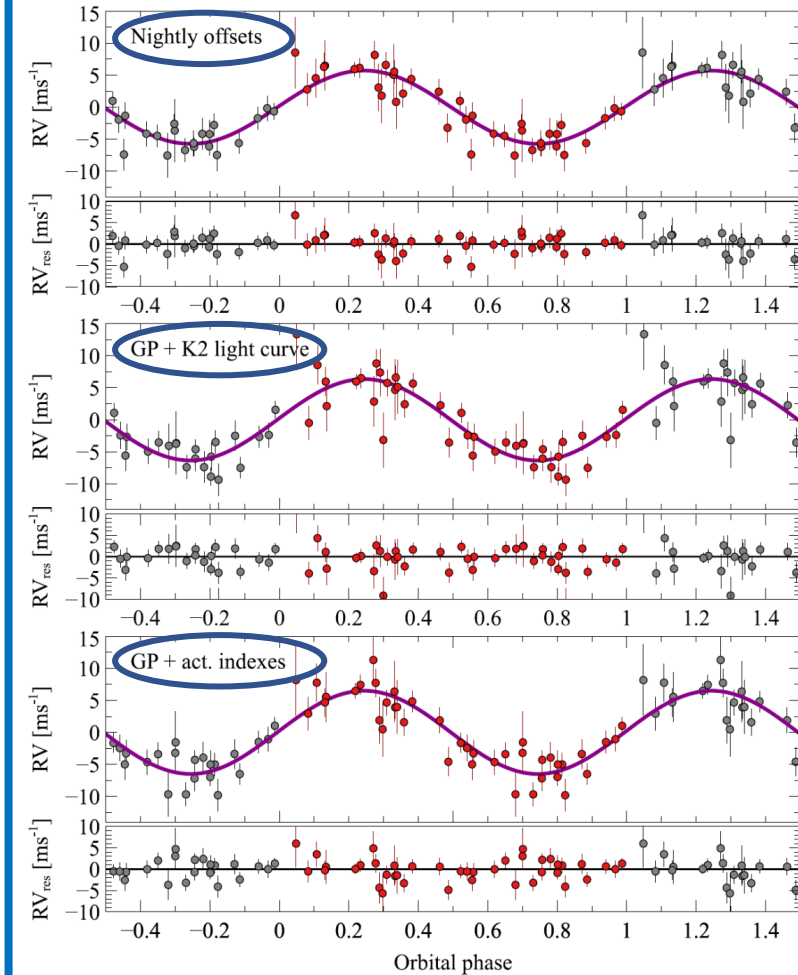 Nightly offsets
15
10
5
0
−5
−10
RV [ms⁻¹]
10
5
0
−5
−10
RVres [ms⁻¹]
−0.4 −0.2 0 0.2 0.4 0.6 0.8 1 1.2 1.4
GP + K2 light curve
15
10
5
0
−5
−10
RV [ms⁻¹]
10
5
0
−5
−10
RVres [ms⁻¹]
−0.4 −0.2 0 0.2 0.4 0.6 0.8 1 1.2 1.4
GP + act. indexes
15
10
5
0
−5
−10
RV [ms⁻¹]
10
5
0
−5
−10
RVres [ms⁻¹]
−0.4 −0.2 0 0.2 0.4 0.6 0.8 1 1.2 1.4
Orbital phase